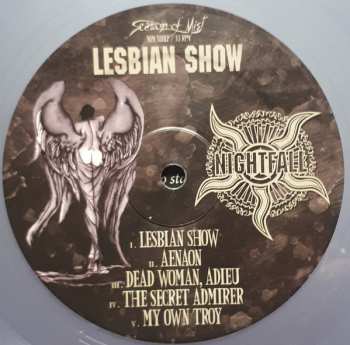 Season of Mist
LESBIAN SHOW
NIGHTFALL
I. LESBIAN SHOW
II. AENAON
III. DEAD WOMAN, ADIEU
IV. THE SECRET ADMIRER
V. MY OWN TROY